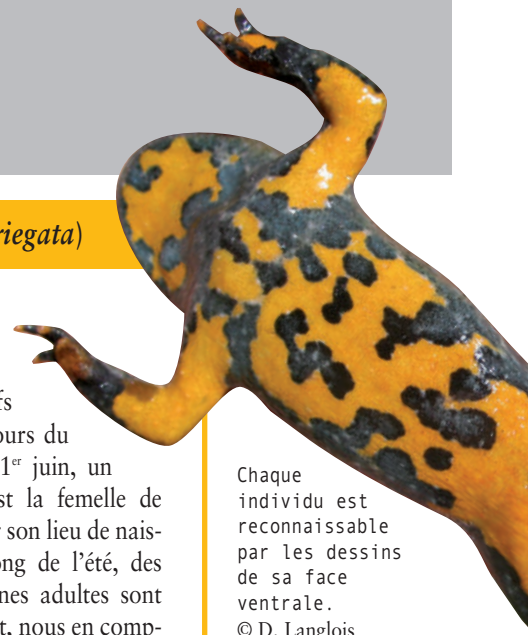 riegata)
fs
ours du
1er juin, un
st la femelle de
r son lieu de nais-
ong de l'été, des
nes adultes sont
t, nous en comp-
Chaque
individu est
reconnaissable
par les dessins
de sa face
ventrale.
© D. Langlois